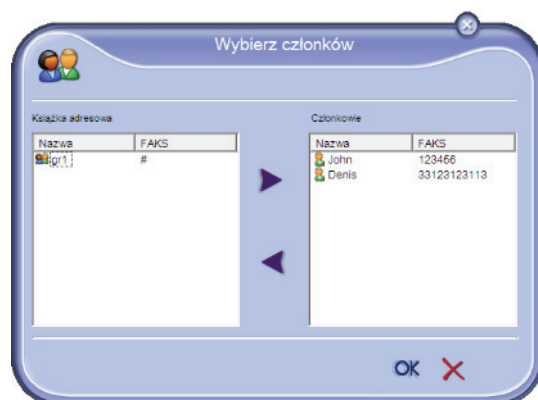 Wybierz członków
Książka adresowa
Nazwa FAKS
gr1 #
Członkowie
Nazwa FAKS
John 123456
Denis 33123123113
OK